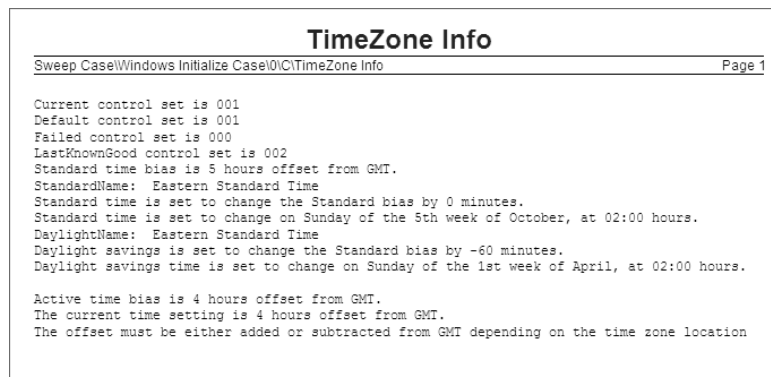 TimeZone Info
Sweep Case\Windows Initialize Case\0\C\TimeZone Info Page 1
Current control set is 001
Default control set is 001
Failed control set is 000
LastKnownGood control set is 002
Standard time bias is 5 hours offset from GMT.
StandardName:  Eastern Standard Time
Standard time is set to change the Standard bias by 0 minutes.
Standard time is set to change on Sunday of the 5th week of October, at 02:00 hours.
DaylightName:  Eastern Standard Time
Daylight savings is set to change the Standard bias by -60 minutes.
Daylight savings time is set to change on Sunday of the 1st week of April, at 02:00 hours.
Active time bias is 4 hours offset from GMT.
The current time setting is 4 hours offset from GMT.
The offset must be either added or subtracted from GMT depending on the time zone location